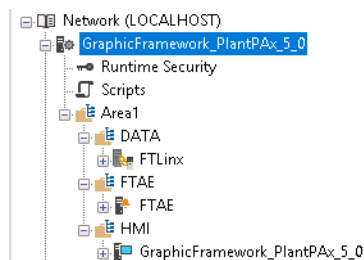 Network (LOCALHOST)
GraphicFramework_PlantPAx_5_0
Runtime Security
Scripts
Area1
DATA
FTLinx
FTAE
FTAE
HMI
GraphicFramework_PlantPAx_5_0